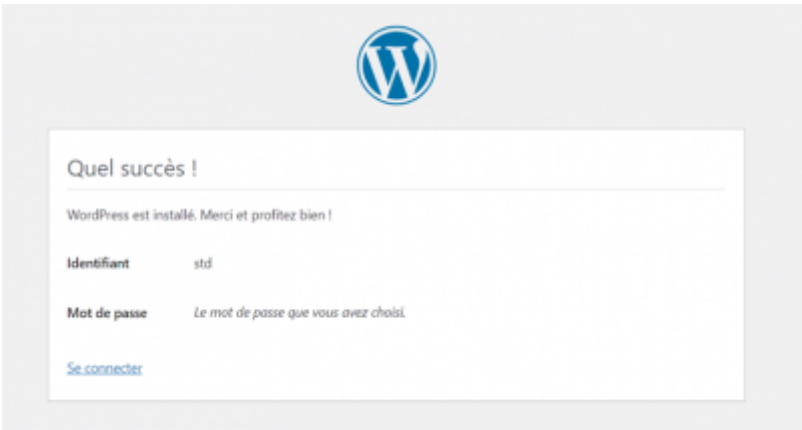 Quel succès !
WordPress est installé. Merci et profitez bien !
Identifiant std
Mot de passe Le mot de passe que vous avez choisi.
Se connecter